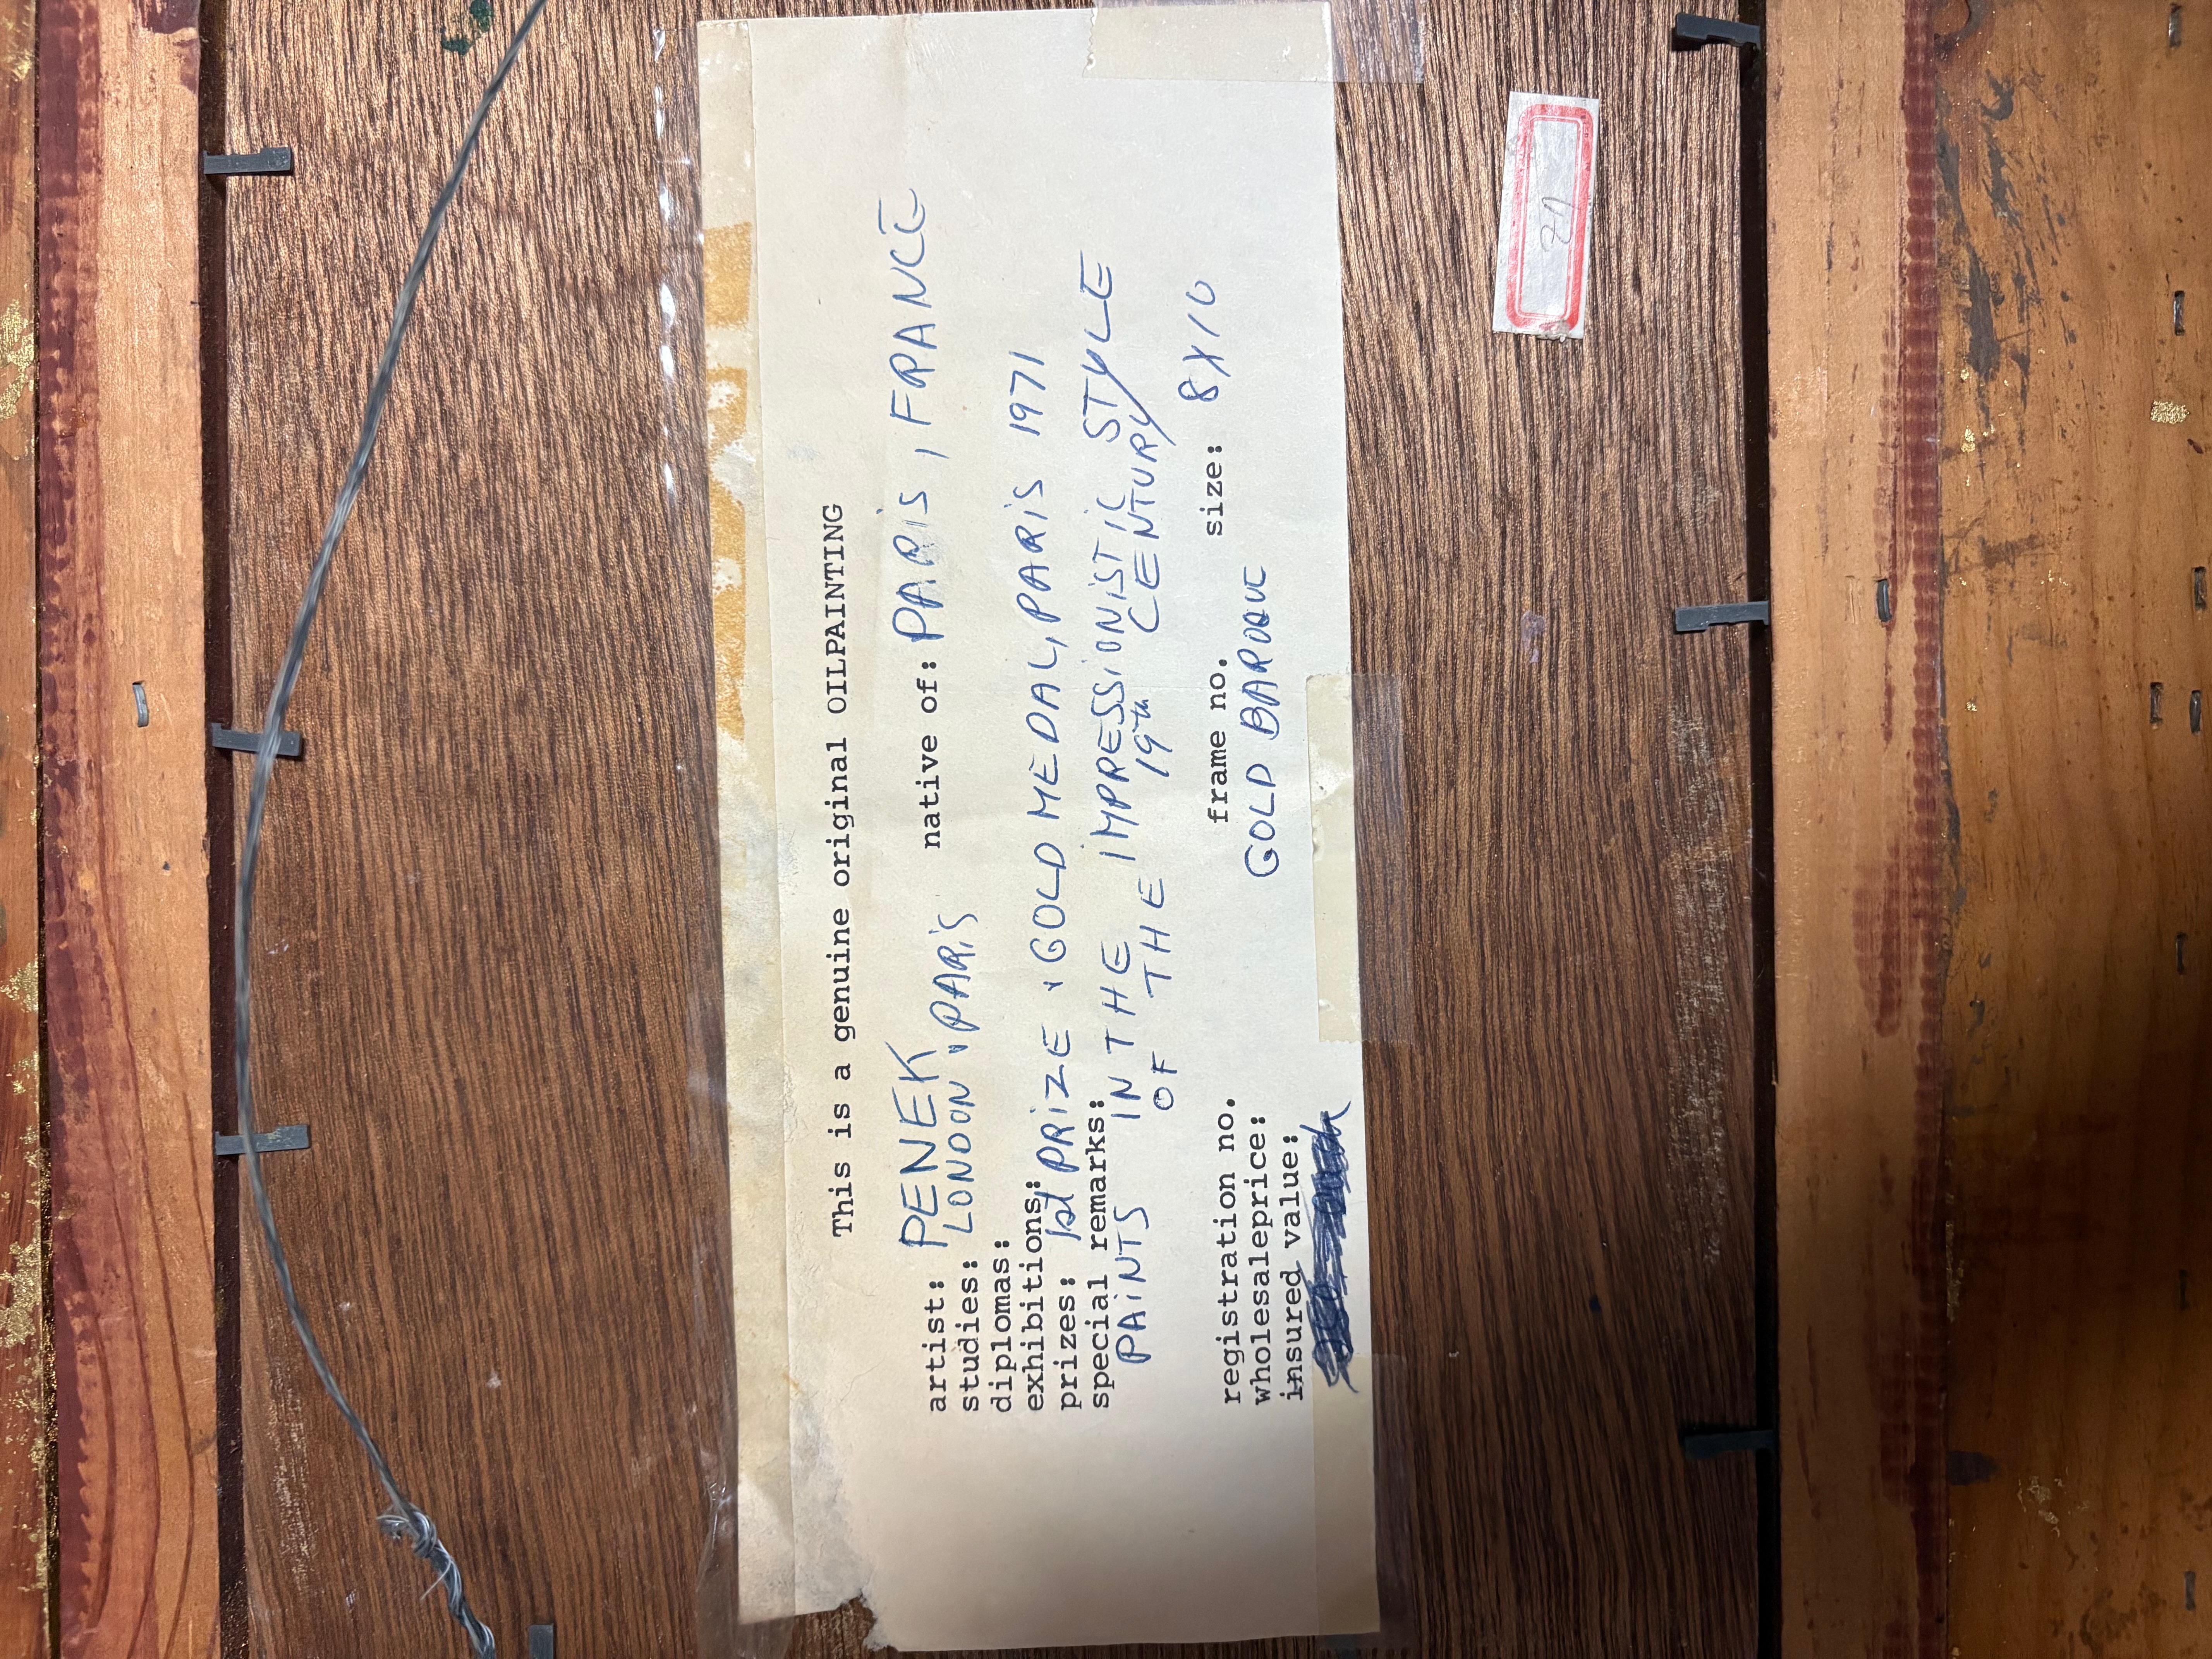 This is a genuine original OILPAINTING
artist: PENEK native of: PARIS, FRANCE
studies: LONDON, PARIS
diplomas:
exhibitions:
prizes: 1st PRIZE + GOLD MEDAL, PARIS 1971
special remarks:
PAINTS IN THE IMPRESSIONISTIC STYLE
OF THE 19th CENTURY
registration no. frame no. size: 8X10
wholesaleprice: GOLD BAROQUE
insured value: